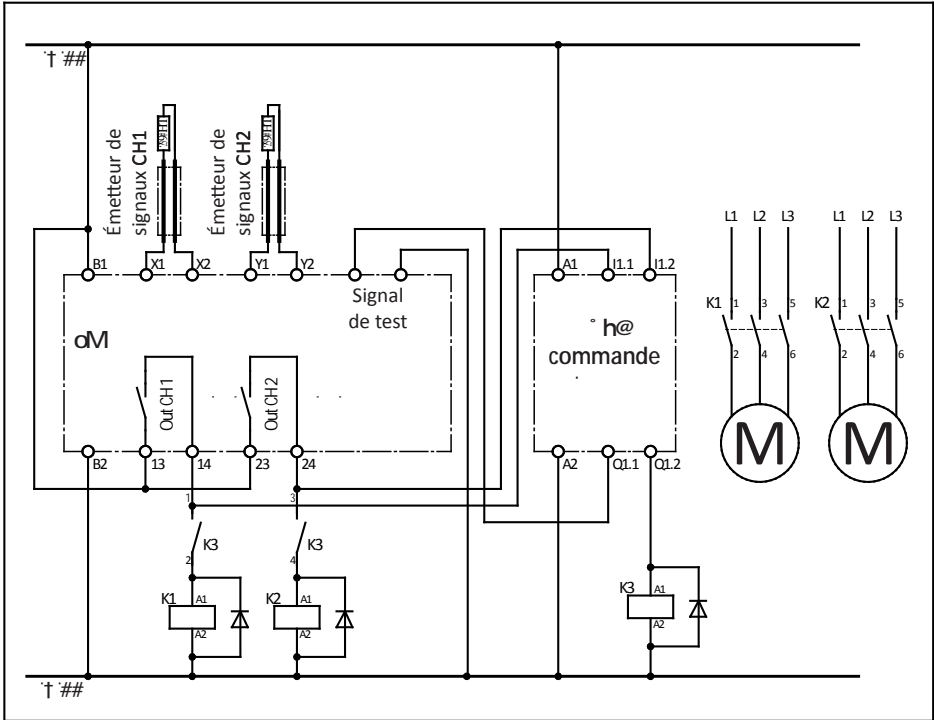 Émetteur de
signaux CH1
Émetteur de
signaux CH2
L1 L2 L3
L1 L2 L3
B1 X1 X2 Y1 Y2
A1 I1.1 I1.2
Signal
de test
K1 1 3 5
2 4 6
K2 1 3 5
2 4 6
commande
Out CH1
Out CH2
M M
B2 13 14 23 24
A2 Q1.1 Q1.2
1 3
K3 K3
2 4
K1 A1
A2
K2 A1
A2
K3 A1
A2